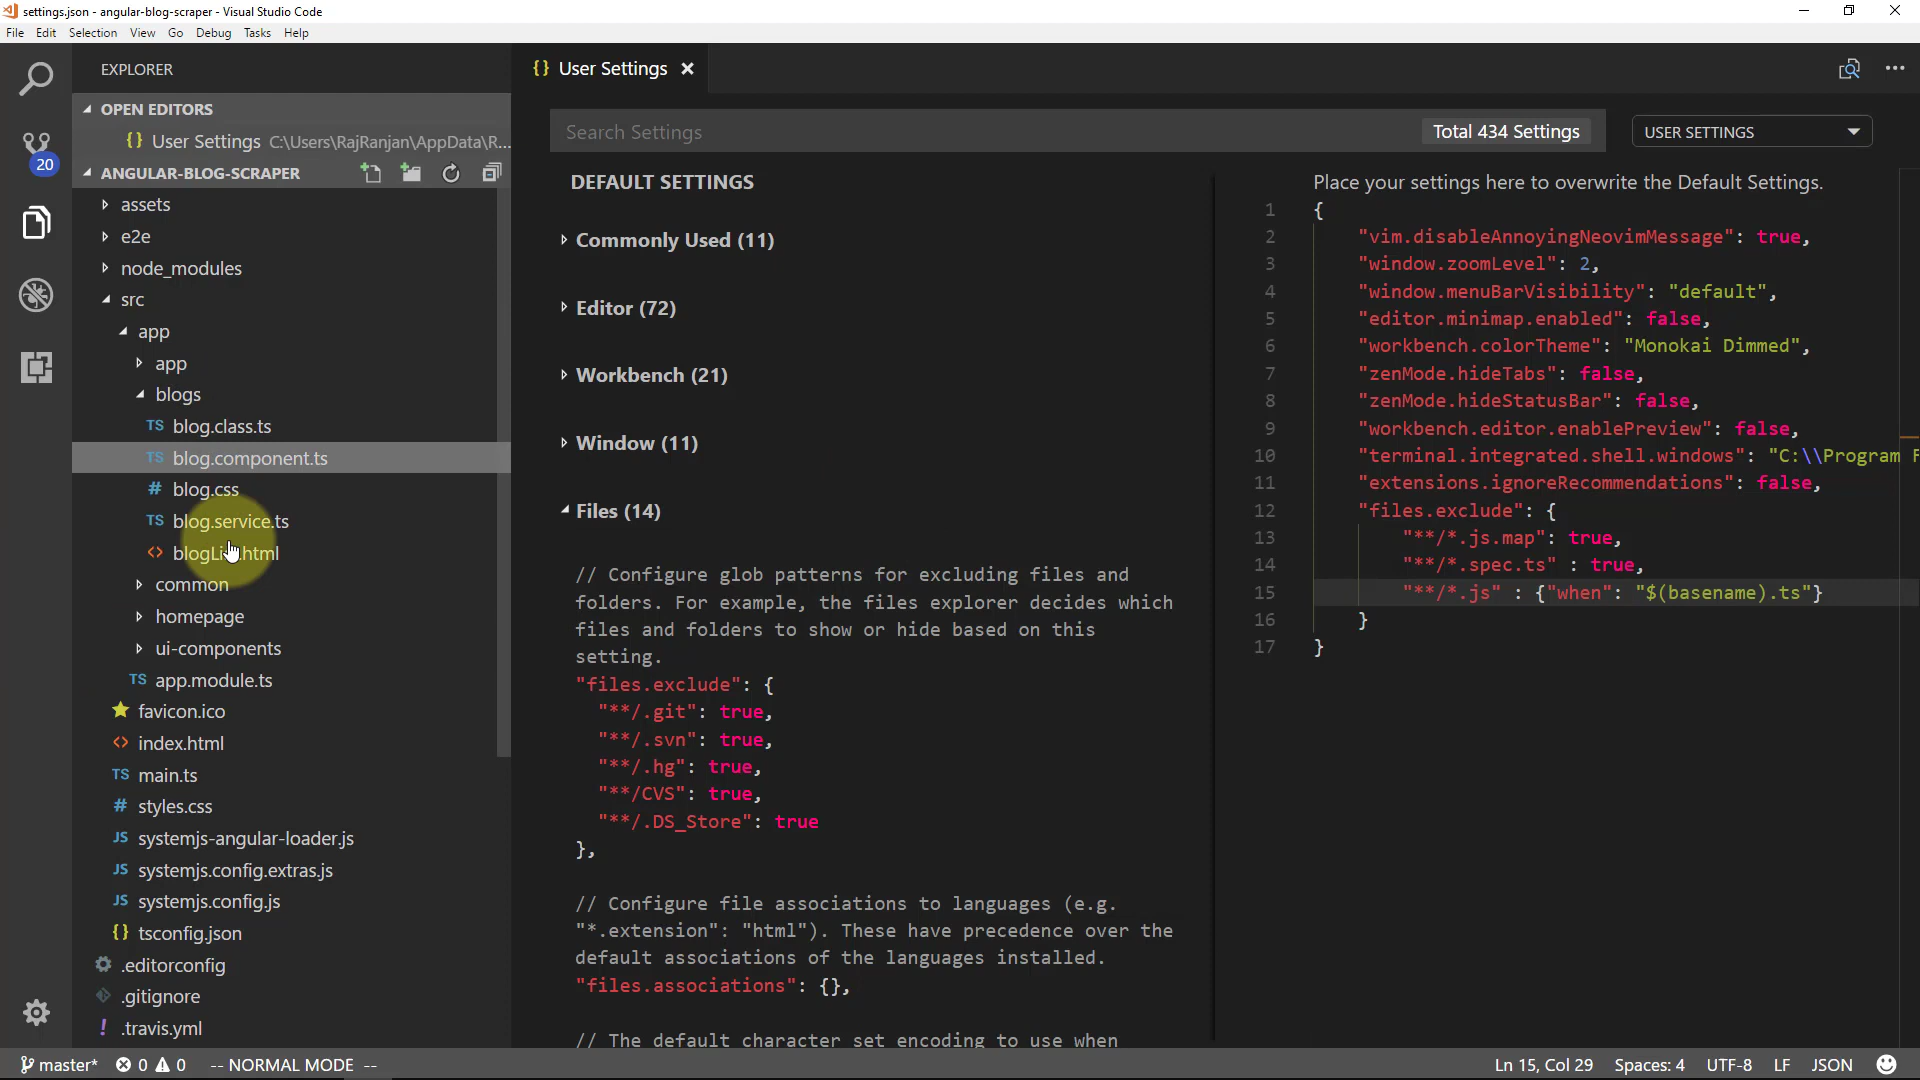 settings.json - angular-blog-scraper - Visual Studio Code
File Edit Selection View Go Debug Tasks Help
EXPLORER
OPEN EDITORS
{} User Settings C:\Users\RajRanjan\AppData\R...
20
ANGULAR-BLOG-SCRAPER
assets
e2e
node_modules
src
app
app
blogs
TS blog.class.ts
TS blog.component.ts
# blog.css
TS blog.service.ts
<> html
common
homepage
ui-components
TS app.module.ts
favicon.ico
<> index.html
TS main.ts
# styles.css
JS systemjs-angular-loader.js
JS systemjs.config.extras.js
JS systemjs.config.js
{} tsconfig.json
.editorconfig
.gitignore
! .travis.yml
{} User Settings
Search Settings
Total 434 Settings
USER SETTINGS
DEFAULT SETTINGS
Commonly Used (11)
Editor (72)
Workbench (21)
Window (11)
Files (14)
// Configure glob patterns for excluding files and
folders. For example, the files explorer decides which
files and folders to show or hide based on this
setting.
"files.exclude": {
"**/.git": true,
"**/.svn": true,
"**/.hg": true,
"**/CVS": true,
"**/.DS_Store": true
},
// Configure file associations to languages (e.g.
"*.extension": "html"). These have precedence over the
default associations of the languages installed.
"files.associations": {},
// The default character set encoding to use when
Place your settings here to overwrite the Default Settings.
1 {
2 "vim.disableAnnoyingNeovimMessage": true,
3 "window.zoomLevel": 2,
4 "window.menuBarVisibility": "default",
5 "editor.minimap.enabled": false,
6 "workbench.colorTheme": "Monokai Dimmed",
7 "zenMode.hideTabs": false,
8 "zenMode.hideStatusBar": false,
9 "workbench.editor.enablePreview": false,
10 "terminal.integrated.shell.windows": "C:\\Program F
11 "extensions.ignoreRecommendations": false,
12 "files.exclude": {
13 "**/*.js.map": true,
14 "**/*.spec.ts" : true,
15 "**/*.js" : {"when": "$(basename).ts"}
16 }
17 }
master* 0 0 -- NORMAL MODE --
Ln 15, Col 29 Spaces: 4 UTF-8 LF JSON